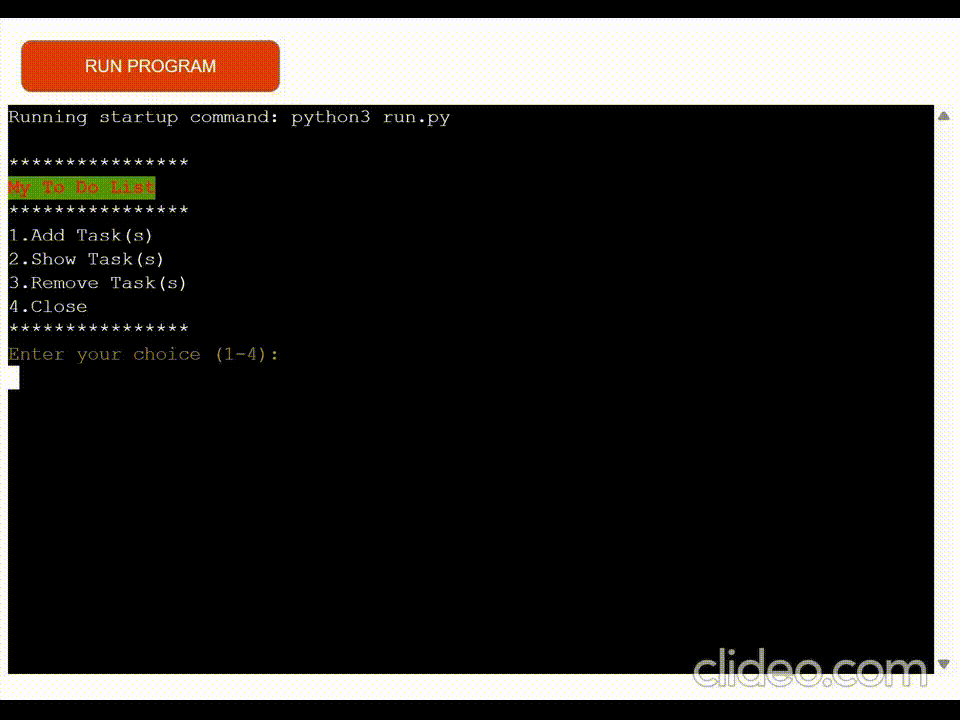 RUN PROGRAM
Running startup command: python3 run.py
****************
My To Do List
****************
1.Add Task(s)
2.Show Task(s)
3.Remove Task(s)
4.Close
****************
Enter your choice (1-4):
clideo.com